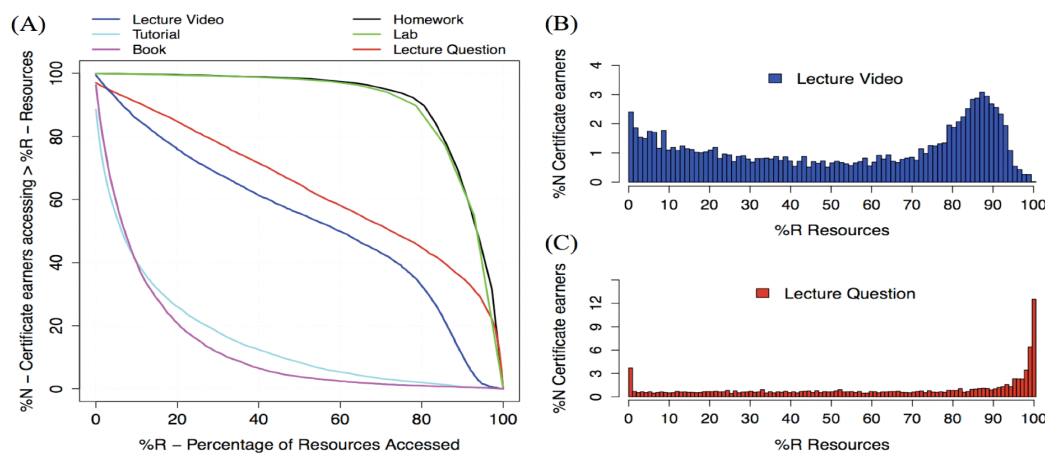 (A)
Lecture Video
Tutorial
Book
Homework
Lab
Lecture Question
%N – Certificate earners accessing > %R – Resources
100
80
60
40
20
0
0 20 40 60 80 100
%R – Percentage of Resources Accessed
(B)
Lecture Video
%N Certificate earners
4
3
2
1
0
0 10 20 30 40 50 60 70 80 90 100
%R Resources
(C)
Lecture Question
%N Certificate earners
12
9
6
3
0
0 10 20 30 40 50 60 70 80 90 100
%R Resources